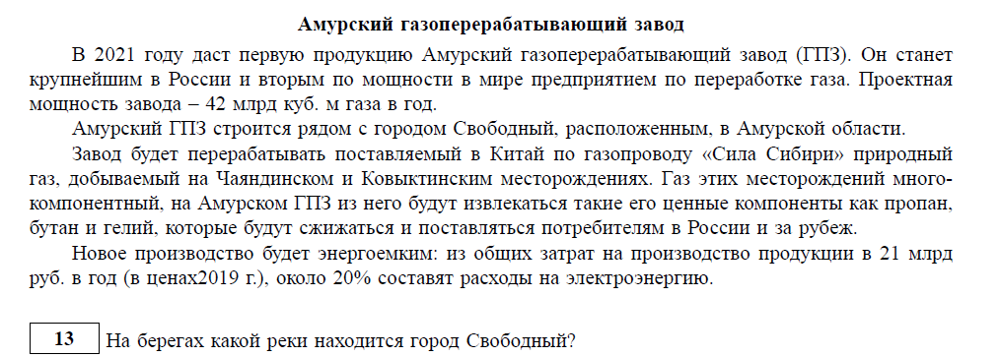 Амурский газоперерабатывающий завод
В 2021 году даст первую продукцию Амурский газоперерабатывающий завод (ГПЗ). Он станет
крупнейшим в России и вторым по мощности в мире предприятием по переработке газа. Проектная
мощность завода – 42 млрд куб. м газа в год.
Амурский ГПЗ строится рядом с городом Свободный, расположенным, в Амурской области.
Завод будет перерабатывать поставляемый в Китай по газопроводу «Сила Сибири» природный
газ, добываемый на Чаяндинском и Ковыктинским месторождениях. Газ этих месторождений много-
компонентный, на Амурском ГПЗ из него будут извлекаться такие его ценные компоненты как пропан,
бутан и гелий, которые будут сжижаться и поставляться потребителям в России и за рубеж.
Новое производство будет энергоемким: из общих затрат на производство продукции в 21 млрд
руб. в год (в ценах2019 г.), около 20% составят расходы на электроэнергию.
13 На берегах какой реки находится город Свободный?